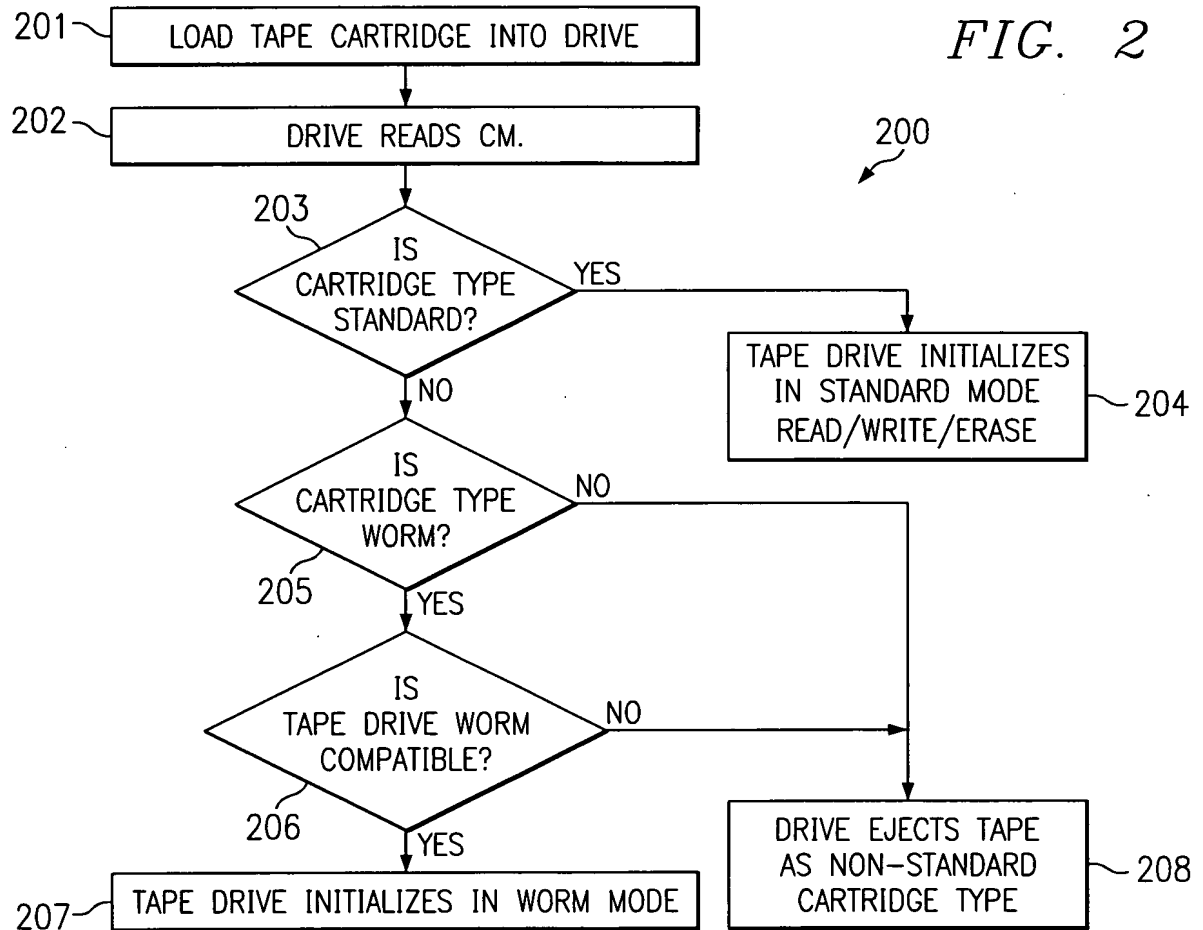 FIG. 2
201
LOAD TAPE CARTRIDGE INTO DRIVE
202
DRIVE READS CM.
200
203
IS
CARTRIDGE TYPE
STANDARD?
YES
NO
TAPE DRIVE INITIALIZES
IN STANDARD MODE
READ/WRITE/ERASE
204
IS
CARTRIDGE TYPE
WORM?
NO
205
YES
IS
TAPE DRIVE WORM
COMPATIBLE?
NO
206
YES
207
TAPE DRIVE INITIALIZES IN WORM MODE
DRIVE EJECTS TAPE
AS NON-STANDARD
CARTRIDGE TYPE
208